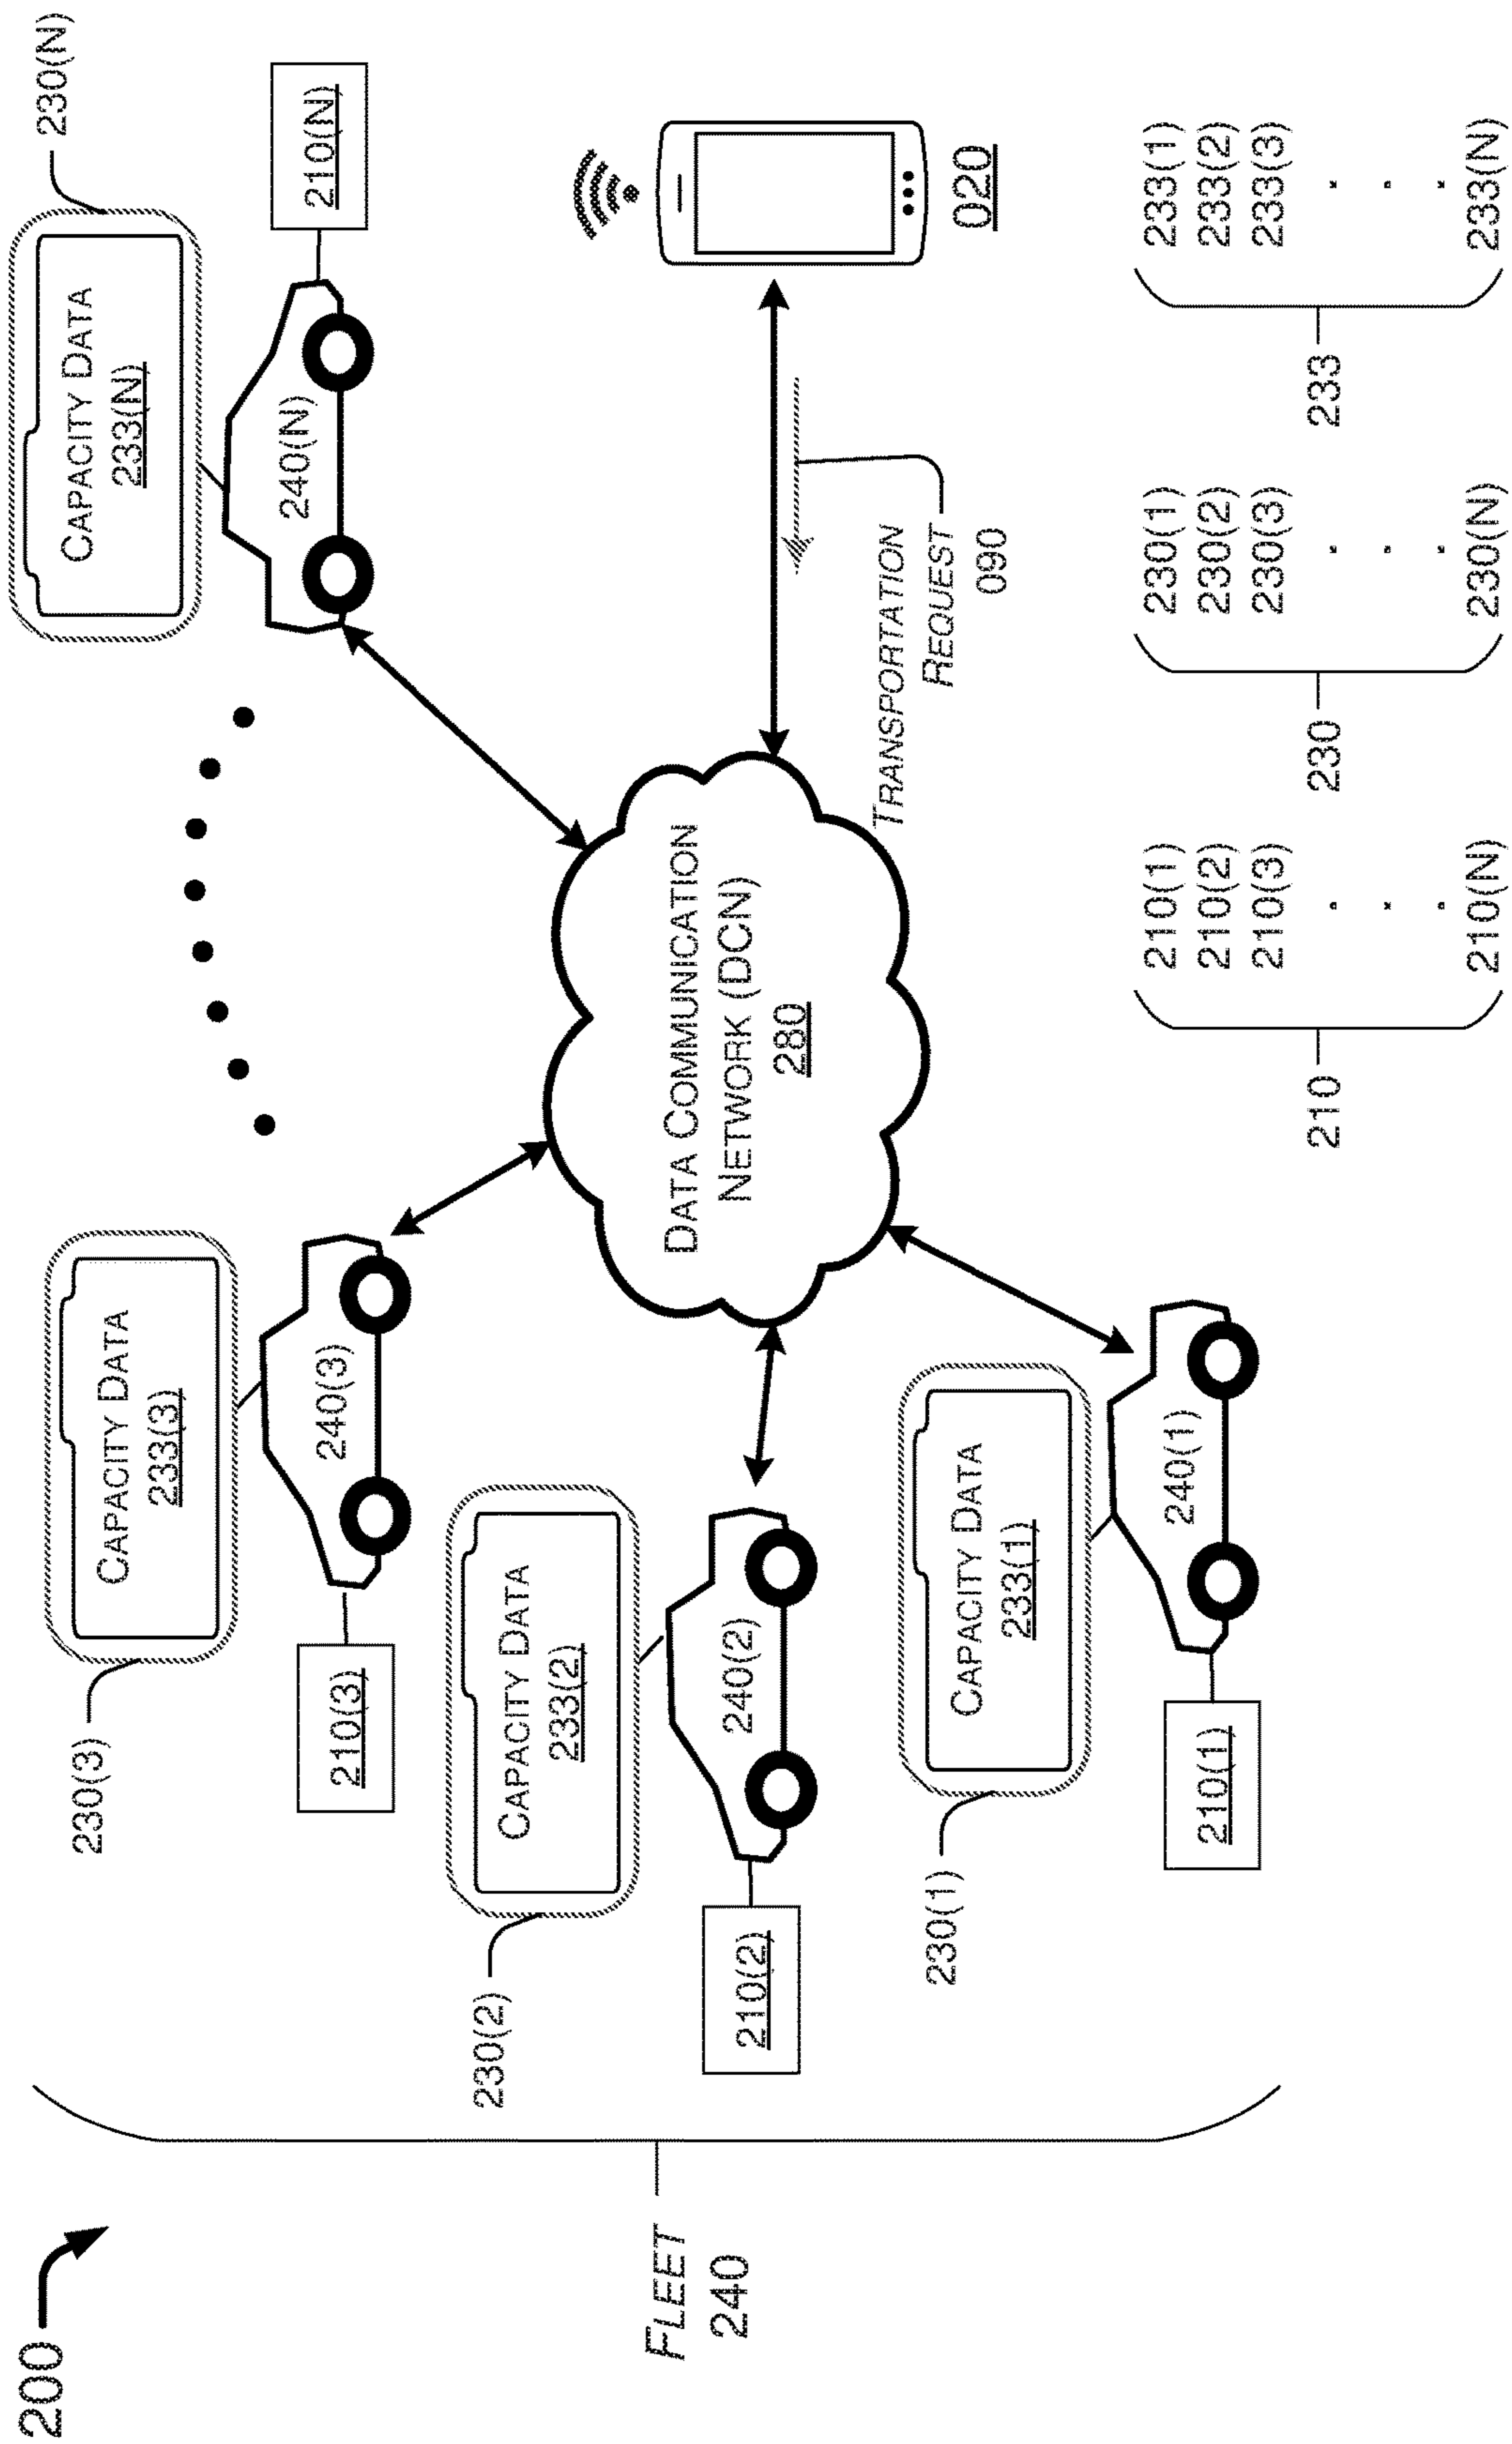 200
230(3)
CAPACITY DATA
233(3)
240(3)
210(3)
230(N)
CAPACITY DATA
233(N)
240(N)
210(N)
230(2)
CAPACITY DATA
233(2)
240(2)
210(2)
FLEET
240
DATA COMMUNICATION
NETWORK (DCN)
280
020
TRANSPORTATION
REQUEST
090
230(1)
CAPACITY DATA
233(1)
240(1)
210(1)
210
210(1)
210(2)
210(3)
.
.
.
210(N)
230
230(1)
230(2)
230(3)
.
.
.
230(N)
233
233(1)
233(2)
233(3)
.
.
.
233(N)